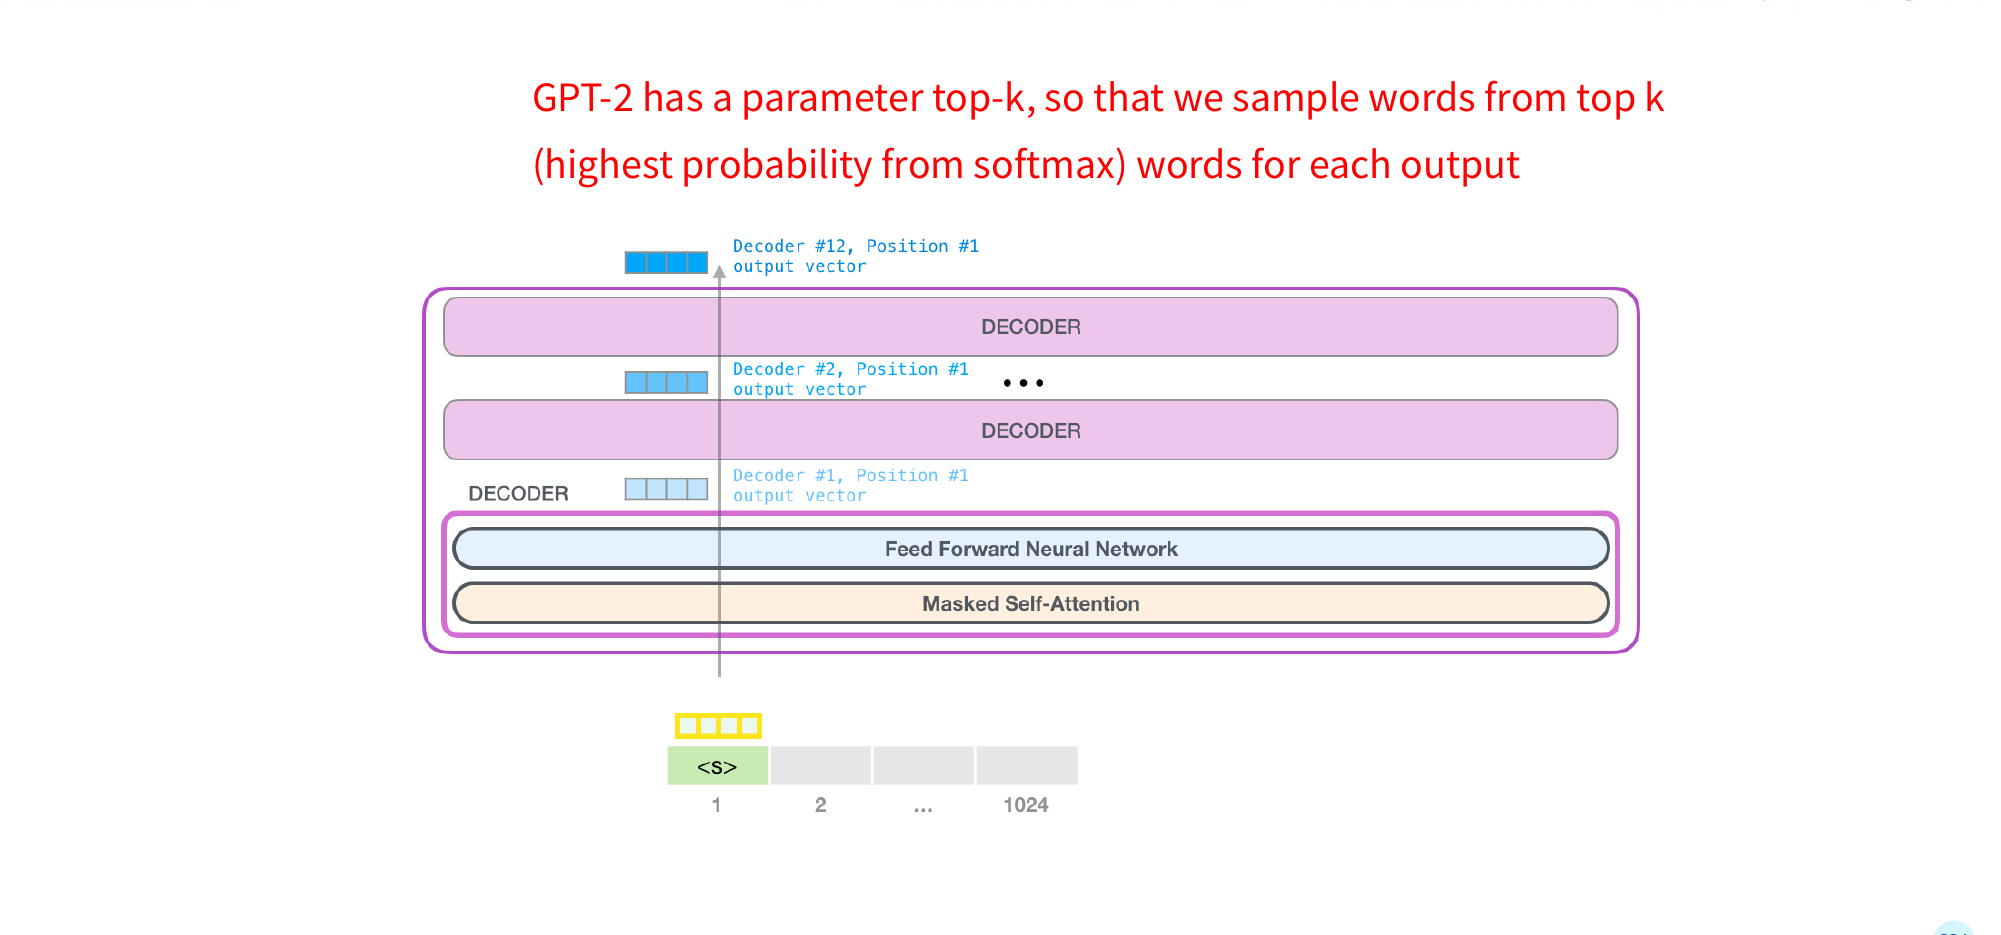 GPT-2 has a parameter top-k, so that we sample words from top k
(highest probability from softmax) words for each output
Decoder #12, Position #1
output vector
DECODER
Decoder #2, Position #1
output vector
...
DECODER
Decoder #1, Position #1
output vector
DECODER
Feed Forward Neural Network
Masked Self-Attention
<s>
1 2 ... 1024